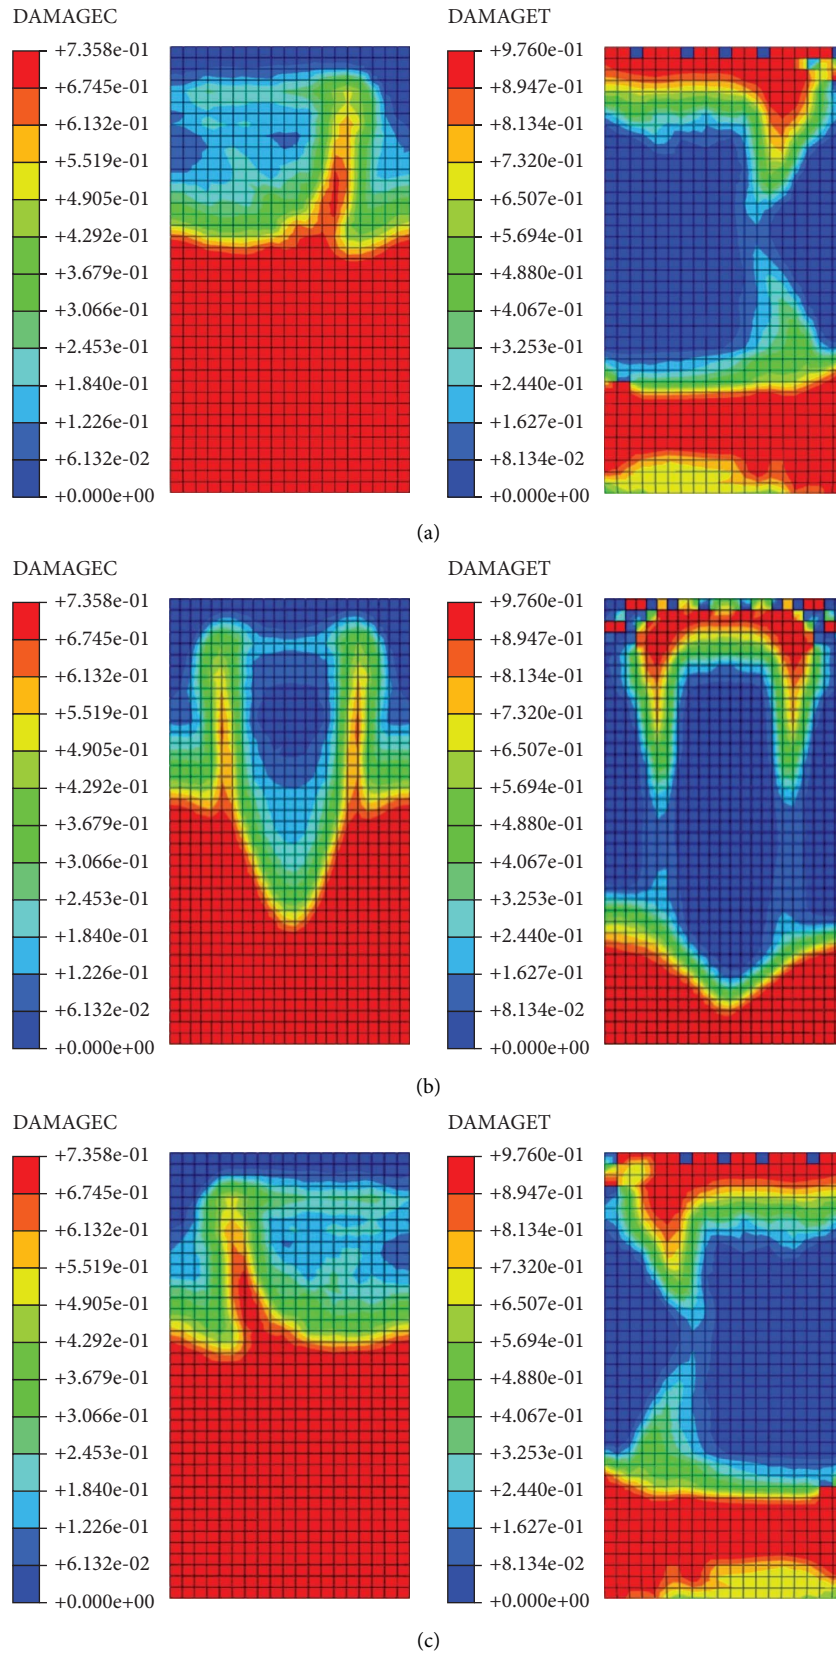 DAMAGEC
+7.358e-01
+6.745e-01
+6.132e-01
+5.519e-01
+4.905e-01
+4.292e-01
+3.679e-01
+3.066e-01
+2.453e-01
+1.840e-01
+1.226e-01
+6.132e-02
+0.000e+00
DAMAGET
+9.760e-01
+8.947e-01
+8.134e-01
+7.320e-01
+6.507e-01
+5.694e-01
+4.880e-01
+4.067e-01
+3.253e-01
+2.440e-01
+1.627e-01
+8.134e-02
+0.000e+00
(a)
DAMAGEC
+7.358e-01
+6.745e-01
+6.132e-01
+5.519e-01
+4.905e-01
+4.292e-01
+3.679e-01
+3.066e-01
+2.453e-01
+1.840e-01
+1.226e-01
+6.132e-02
+0.000e+00
DAMAGET
+9.760e-01
+8.947e-01
+8.134e-01
+7.320e-01
+6.507e-01
+5.694e-01
+4.880e-01
+4.067e-01
+3.253e-01
+2.440e-01
+1.627e-01
+8.134e-02
+0.000e+00
(b)
DAMAGEC
+7.358e-01
+6.745e-01
+6.132e-01
+5.519e-01
+4.905e-01
+4.292e-01
+3.679e-01
+3.066e-01
+2.453e-01
+1.840e-01
+1.226e-01
+6.132e-02
+0.000e+00
DAMAGET
+9.760e-01
+8.947e-01
+8.134e-01
+7.320e-01
+6.507e-01
+5.694e-01
+4.880e-01
+4.067e-01
+3.253e-01
+2.440e-01
+1.627e-01
+8.134e-02
+0.000e+00
(c)